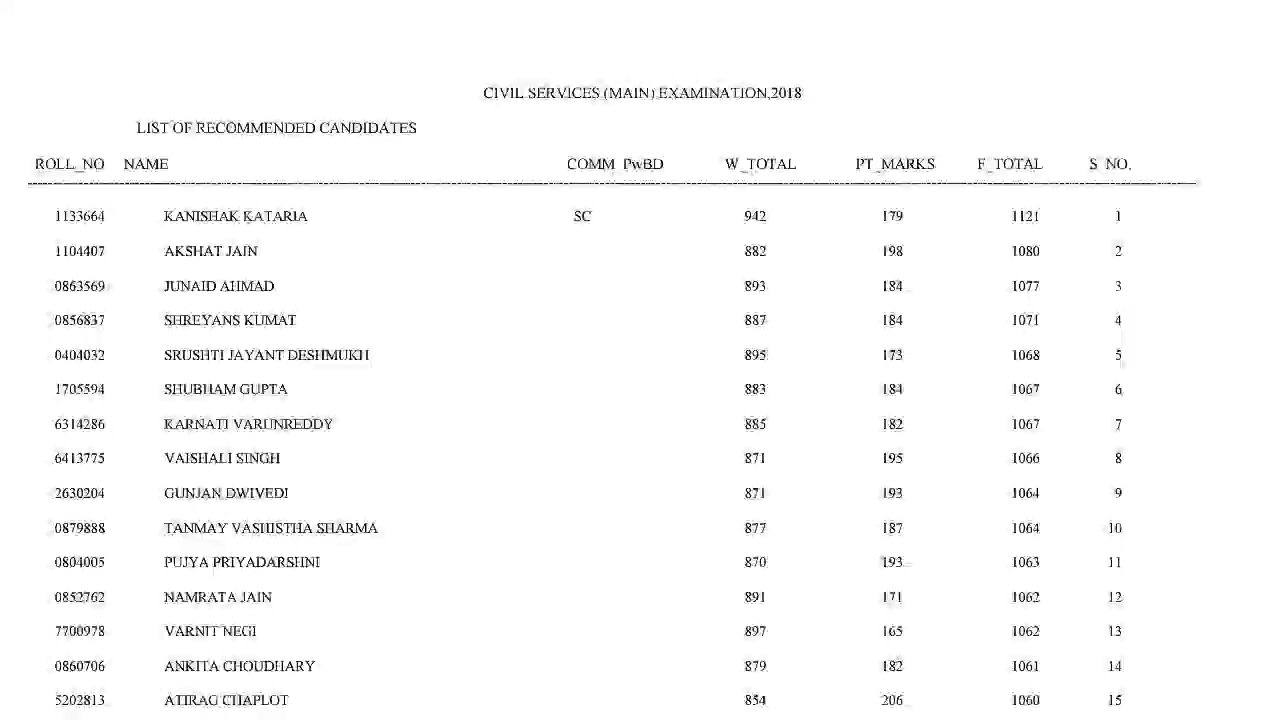 CIVIL SERVICES (MAIN) EXAMINATION,2018
LIST OF RECOMMENDED CANDIDATES
ROLL_NO NAME COMM PwBD W_TOTAL PT_MARKS F_TOTAL S_NO.
1133664 KANISHAK KATARIA SC 942 179 1121 1
1104407 AKSHAT JAIN 882 198 1080 2
0863569 JUNAID AHMAD 893 184 1077 3
0856837 SHREYANS KUMAT 887 184 1071 4
0404032 SRUSHTI JAYANT DESHMUKH 895 173 1068 5
1705594 SHUBHAM GUPTA 883 184 1067 6
6314286 KARNATI VARUNREDDY 885 182 1067 7
6413775 VAISHALI SINGH 871 195 1066 8
2630204 GUNJAN DWIVEDI 871 193 1064 9
0879888 TANMAY VASHISTHA SHARMA 877 187 1064 10
0804005 PUJYA PRIYADARSHNI 870 193 1063 11
0852762 NAMRATA JAIN 891 171 1062 12
7700978 VARNIT NEGI 897 165 1062 13
0860706 ANKITA CHOUDHARY 879 182 1061 14
5202813 ATIRAG CHAPLOT 854 206 1060 15